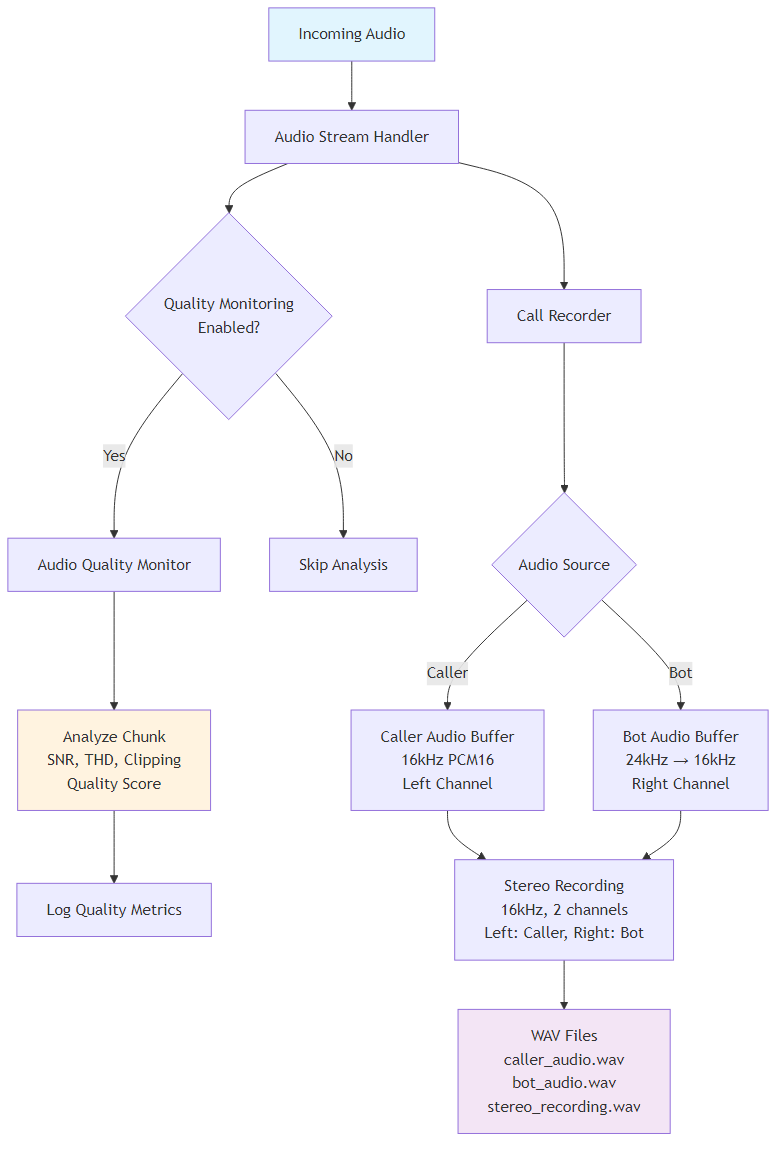 Incoming Audio
Audio Stream Handler
Quality Monitoring
Enabled?
Call Recorder
Yes
No
Audio Quality Monitor
Skip Analysis
Audio Source
Caller
Bot
Analyze Chunk
SNR, THD, Clipping
Quality Score
Caller Audio Buffer
16kHz PCM16
Left Channel
Bot Audio Buffer
24kHz → 16kHz
Right Channel
Log Quality Metrics
Stereo Recording
16kHz, 2 channels
Left: Caller, Right: Bot
WAV Files
caller_audio.wav
bot_audio.wav
stereo_recording.wav